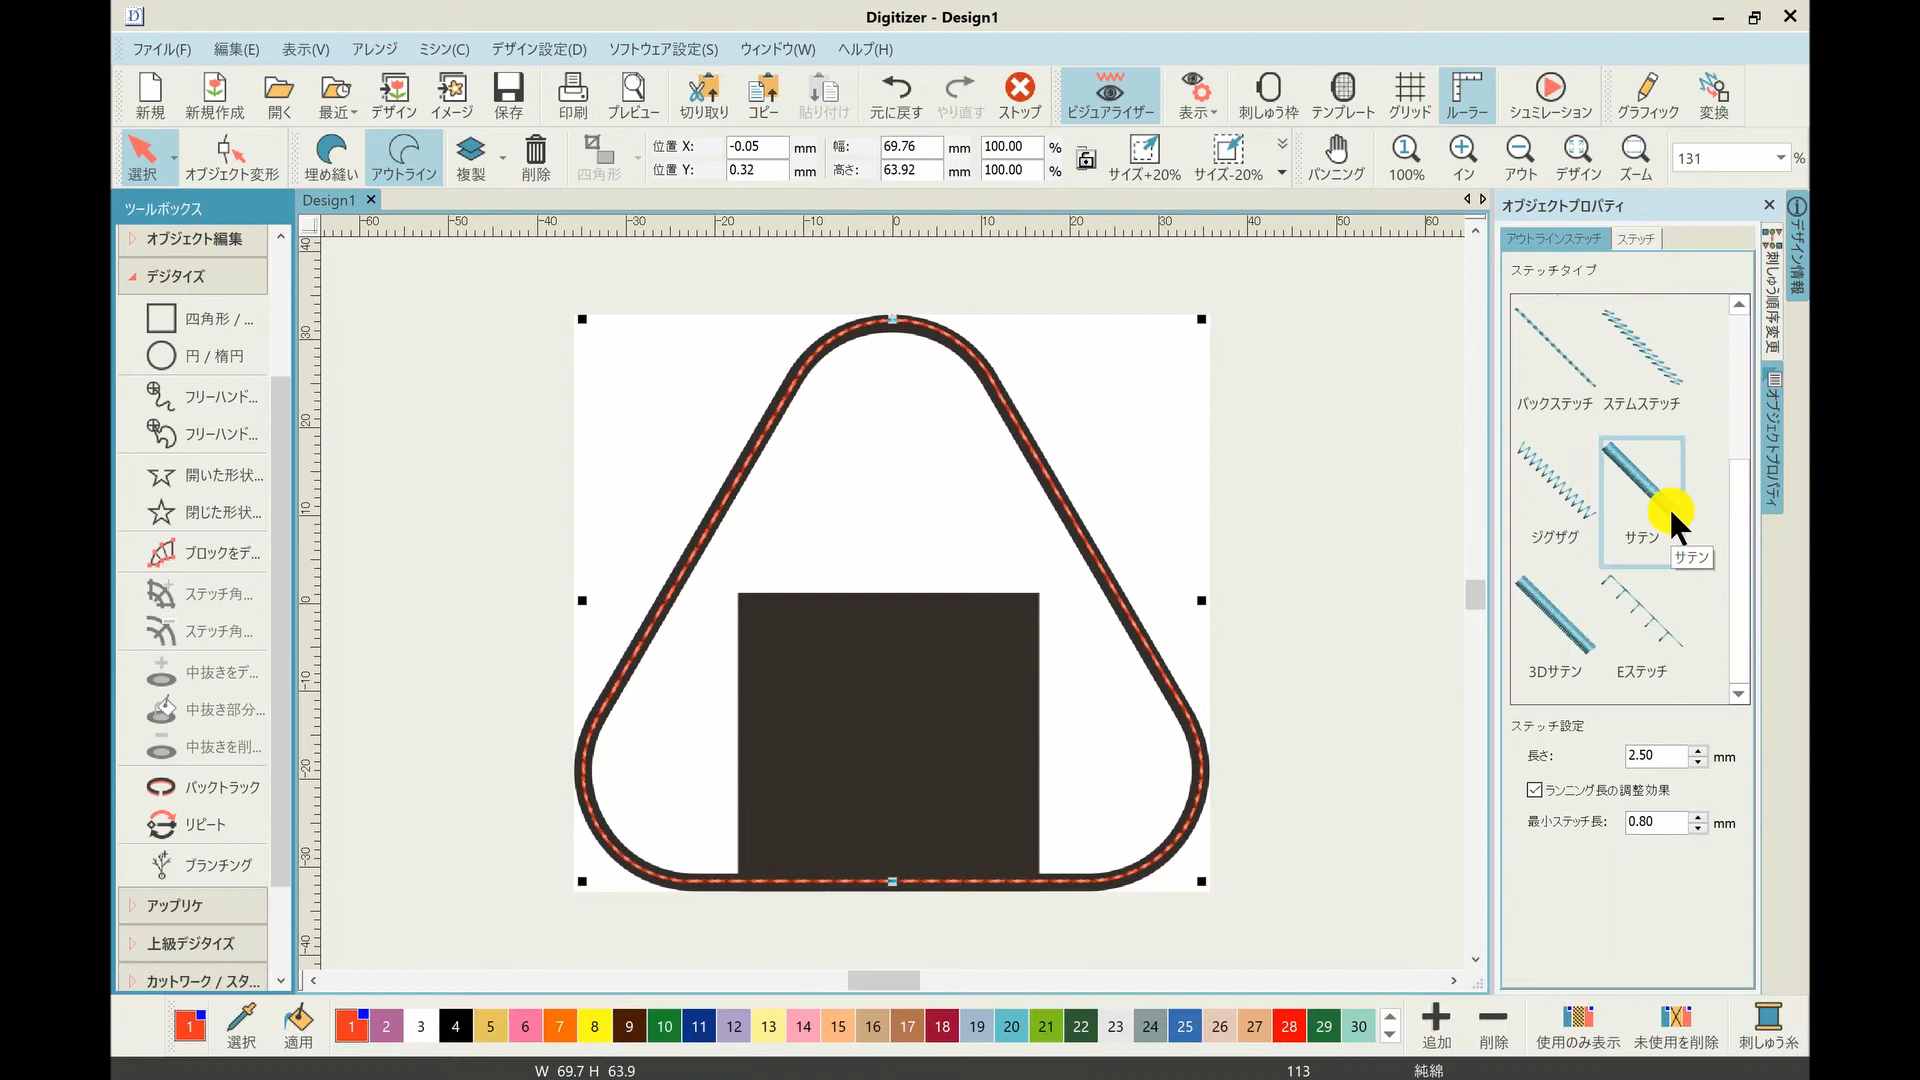 Digitizer - Design1
ファイル(F) 編集(E) 表示(V) アレンジ ミシン(C) デザイン設定(D) ソフトウェア設定(S) ウィンドウ(W) ヘルプ(H)
新規 新規作成 開く 最近 デザイン イメージ 保存 印刷 プレビュー 切り取り コピー 貼り付け 元に戻す やり直す ストップ ビジュアライザー 表示 刺しゅう枠 テンプレート グリッド ルーラー シュミレーション グラフィック 変換
位置 X: -0.05 mm 幅: 69.76 mm 100.00 %
位置 Y: 0.32 mm 高さ: 63.92 mm 100.00 %
選択 オブジェクト変形 埋め縫い アウトライン 複製 削除 四角形 サイズ+20% サイズ-20% パンニング 100% イン アウト デザイン ズーム 131 %
ツールボックス
オブジェクト編集
デジタイズ
四角形 / ...
円 / 楕円
フリーハンド...
フリーハンド...
開いた形状...
閉じた形状...
ブロックをデ...
ステッチ角...
ステッチ角...
中抜きをデ...
中抜き部分...
中抜きを削...
バックトラック
リピート
ブランチング
アップリケ
上級デジタイズ
カットワーク / スタ...
Design1
-60 -50 -40 -30 -20 -10 0 10 20 30 40 50 60
40
30
20
10
0
-10
-20
-30
-40
オブジェクトプロパティ
アウトラインステッチ ステッチ
ステッチタイプ
バックステッチ ステムステッチ
ジグザグ サテン
サテン
3Dサテン Eステッチ
ステッチ設定
長さ: 2.50 mm
ランニング長の調整効果
最小ステッチ長: 0.80 mm
デザイン情報
刺しゅう順序変更
オブジェクトプロパティ
1 選択 適用 1 2 3 4 5 6 7 8 9 10 11 12 13 14 15 16 17 18 19 20 21 22 23 24 25 26 27 28 29 30 追加 削除 使用のみ表示 未使用を削除 刺しゅう糸
W 69.7 H 63.9 113 純綿